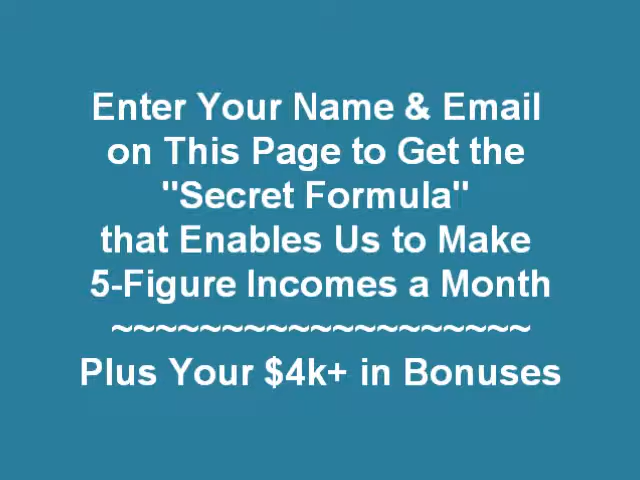 Enter Your Name & Email
on This Page to Get the
"Secret Formula"
that Enables Us to Make
5-Figure Incomes a Month
~~~~~~~~~~~~~~~~~~~
Plus Your $4k+ in Bonuses